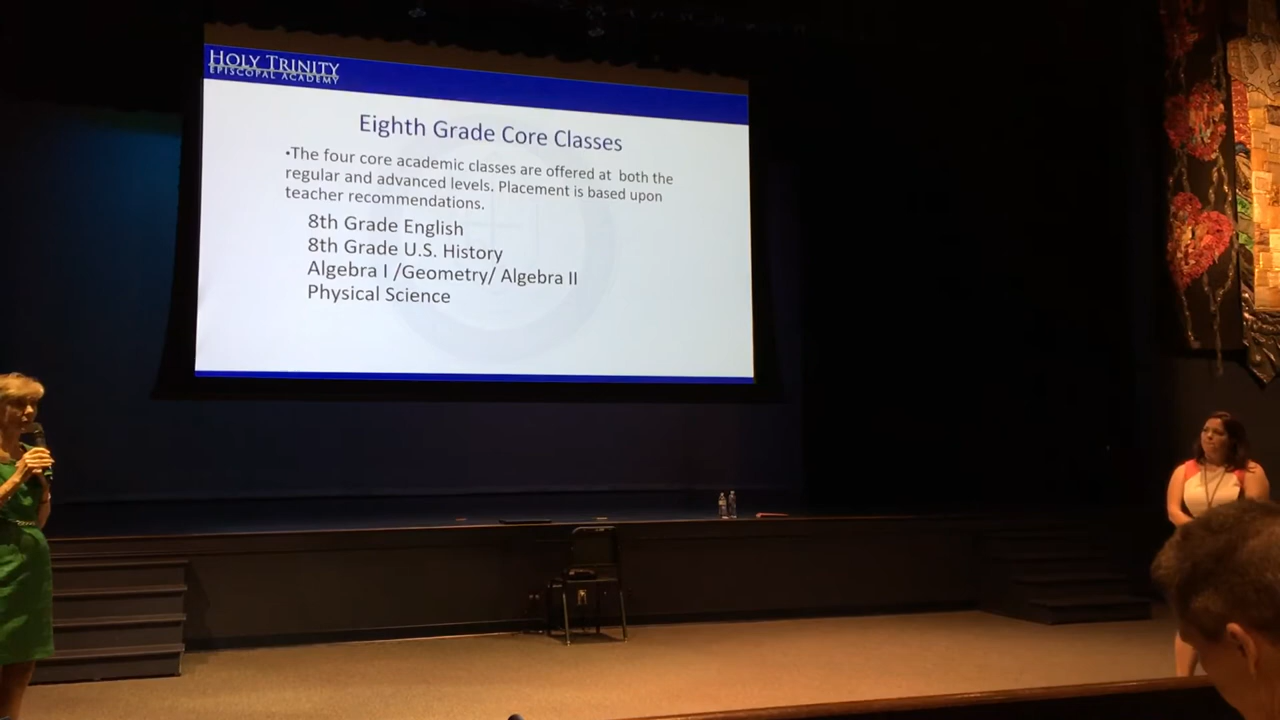 HOLY TRINITY
EPISCOPAL ACADEMY
Eighth Grade Core Classes
•The four core academic classes are offered at both the
regular and advanced levels. Placement is based upon
teacher recommendations.
8th Grade English
8th Grade U.S. History
Algebra I /Geometry/ Algebra II
Physical Science